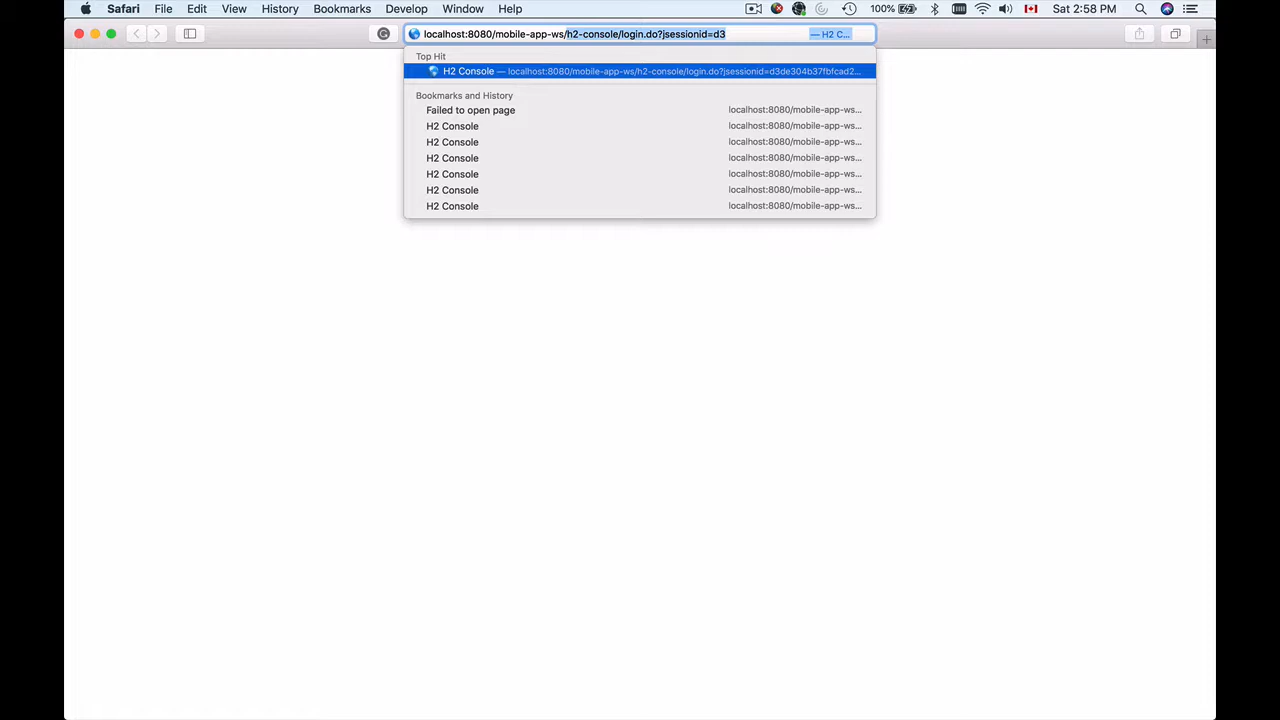 Safari File Edit View History Bookmarks Develop Window Help 100% Sat 2:58 PM
localhost:8080/mobile-app-ws/h2-console/login.do?jsessionid=d3 — H2 C...
Top Hit
H2 Console — localhost:8080/mobile-app-ws/h2-console/login.do?jsessionid=d3de304b37fbfcad2...
Bookmarks and History
Failed to open page localhost:8080/mobile-app-ws...
H2 Console localhost:8080/mobile-app-ws...
H2 Console localhost:8080/mobile-app-ws...
H2 Console localhost:8080/mobile-app-ws...
H2 Console localhost:8080/mobile-app-ws...
H2 Console localhost:8080/mobile-app-ws...
H2 Console localhost:8080/mobile-app-ws...